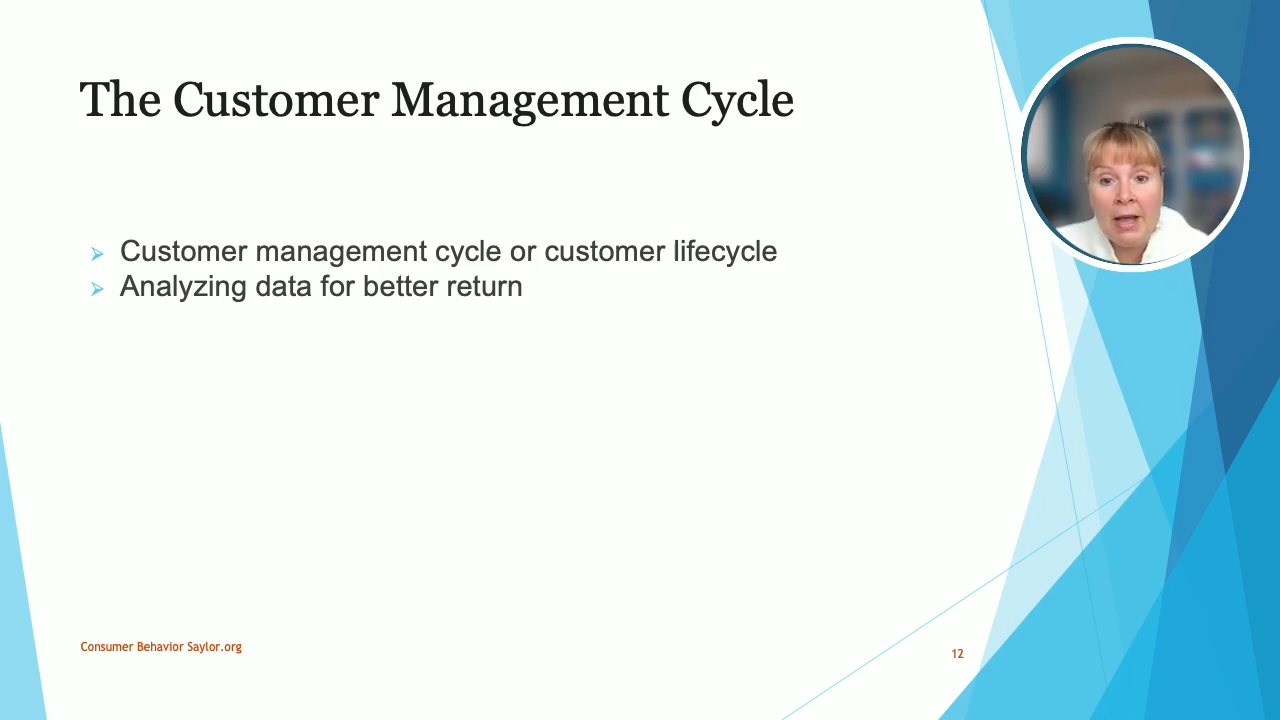 The Customer Management Cycle
Customer management cycle or customer lifecycle
Analyzing data for better return
Consumer Behavior Saylor.org
12